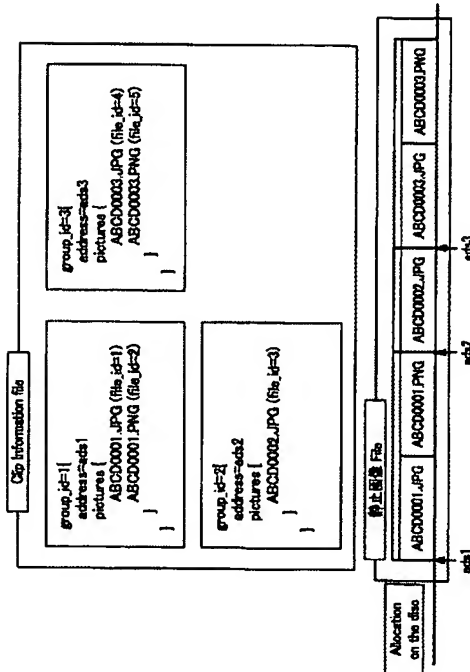 Clip Information file
group_id=1{
address=ads1
pictures {
ABCD0001.JPG (file_id=1)
ABCD0001.PNG (file_id=2)
}
}
group_id=2{
address=ads2
pictures {
ABCD0002.JPG (file_id=3)
}
}
group_id=3{
address=ads3
pictures {
ABCD0003.JPG (file_id=4)
ABCD0003.PNG (file_id=5)
}
}
静止画像 File
Allocation
on the disc
ABCD0001.JPG
ABCD0001.PNG
ABCD0002.JPG
ABCD0003.JPG
ABCD0003.PNG
ads1
ads2
ads3